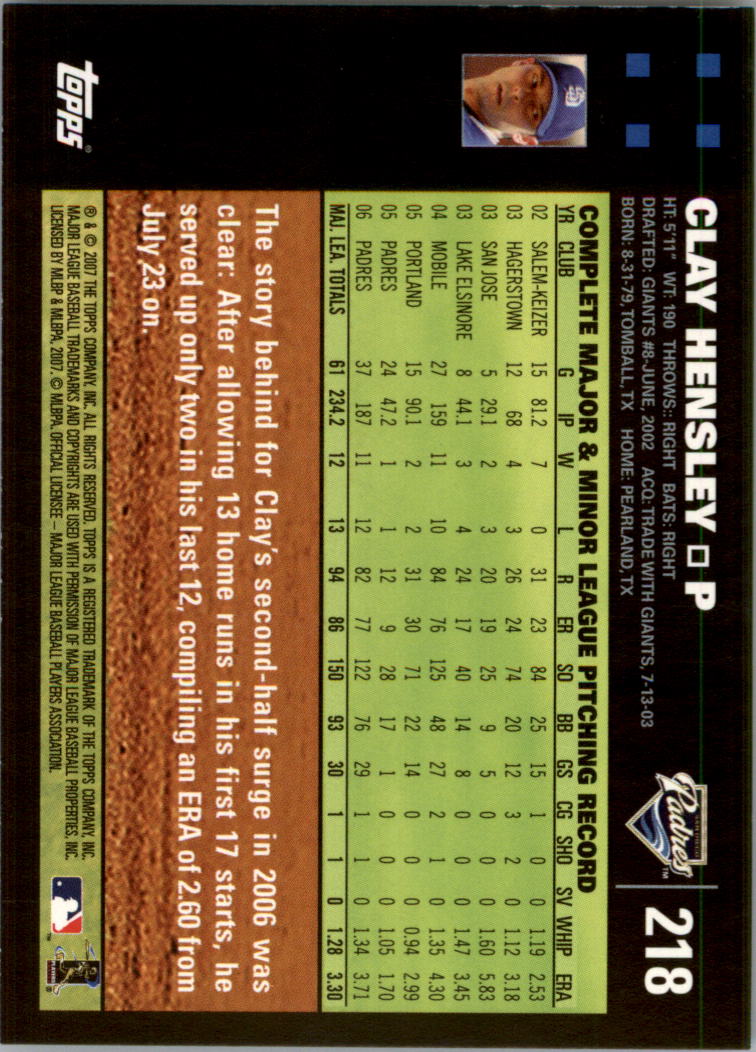 CLAY HENSLEY P
218
HT: 5'11" WT: 190 THROWS:: RIGHT BATS: RIGHT
DRAFTED: GIANTS #8-JUNE, 2002 ACQ: TRADE WITH GIANTS, 7-13-03
BORN: 8-31-79, TOMBALL, TX HOME: PEARLAND, TX
SAN DIEGO
Padres™
SD
COMPLETE MAJOR & MINOR LEAGUE PITCHING RECORD
YR CLUB G IP W L R ER SO BB GS CG SHO SV WHIP ERA
02 SALEM-KEIZER 15 81.2 7 0 31 23 84 25 15 1 0 0 1.19 2.53
03 HAGERSTOWN 12 68 4 3 26 24 74 20 12 3 2 0 1.12 3.18
03 SAN JOSE 5 29.1 2 3 20 19 25 9 5 0 0 0 1.60 5.83
03 LAKE ELSINORE 8 44.1 3 4 24 17 40 14 8 0 0 0 1.47 3.45
04 MOBILE 27 159 11 10 84 76 125 48 27 2 1 0 1.35 4.30
05 PORTLAND 15 90.1 2 2 31 30 71 22 14 0 0 0 0.94 2.99
05 PADRES 24 47.2 1 1 12 9 28 17 1 0 0 0 1.05 1.70
06 PADRES 37 187 11 12 82 77 122 76 29 1 1 0 1.34 3.71
MAJ. LEA. TOTALS 61 234.2 12 13 94 86 150 93 30 1 1 0 1.28 3.30
The story behind for Clay's second-half surge in 2006 was
clear: After allowing 13 home runs in his first 17 starts, he
served up only two in his last 12, compiling an ERA of 2.60 from
July 23 on.
topps®
® & © 2007 THE TOPPS COMPANY, INC. ALL RIGHTS RESERVED. TOPPS IS A REGISTERED TRADEMARK OF THE TOPPS COMPANY, INC.
MAJOR LEAGUE BASEBALL TRADEMARKS AND COPYRIGHTS ARE USED WITH PERMISSION OF MAJOR LEAGUE BASEBALL PROPERTIES, INC.
LICENSED BY MLBP & MLBPA, 2007. © MLBPA. OFFICIAL LICENSEE – MAJOR LEAGUE BASEBALL PLAYERS ASSOCIATION.